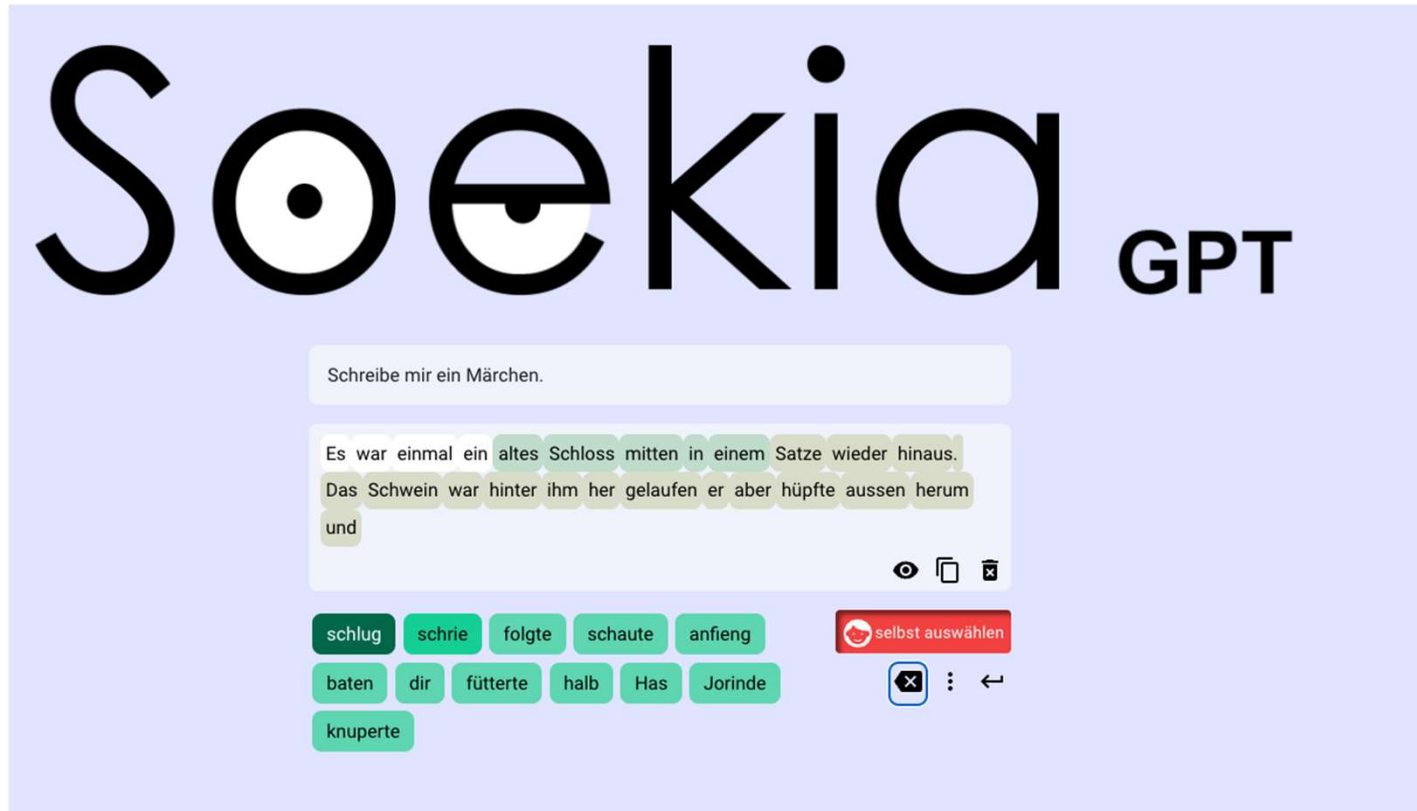 Soekia GPT
Schreibe mir ein Märchen.
Es war einmal ein altes Schloss mitten in einem Satze wieder hinaus.
Das Schwein war hinter ihm her gelaufen er aber hüpfte aussen herum
und
schlug schrie folgte schaute anfieng selbst auswählen
baten dir fütterte halb Has Jorinde
knuperte